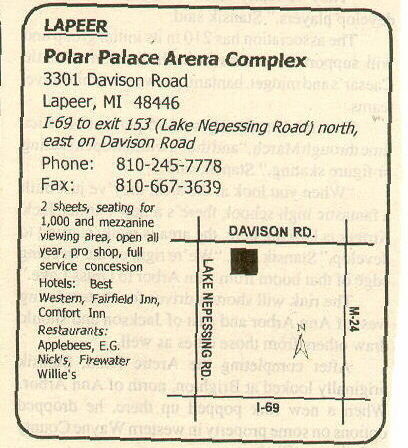 LAPEER
Polar Palace Arena Complex
3301 Davison Road
Lapeer, MI 48446
I-69 to exit 153 (Lake Nepessing Road) north,
east on Davison Road
Phone: 810-245-7778
Fax: 810-667-3639
2 sheets, seating for
1,000 and mezzanine
viewing area, open all
year, pro shop, full
service concession
Hotels: Best
Western, Fairfield Inn,
Comfort Inn
Restaurants:
Applebees, E.G.
Nick's, Firewater
Willie's
DAVISON RD.
LAKE NEPESSING RD
M-24
N
I-69